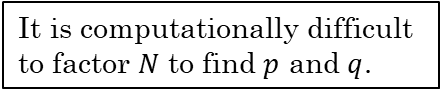 It is computationally difficult
to factor N to find p and q.